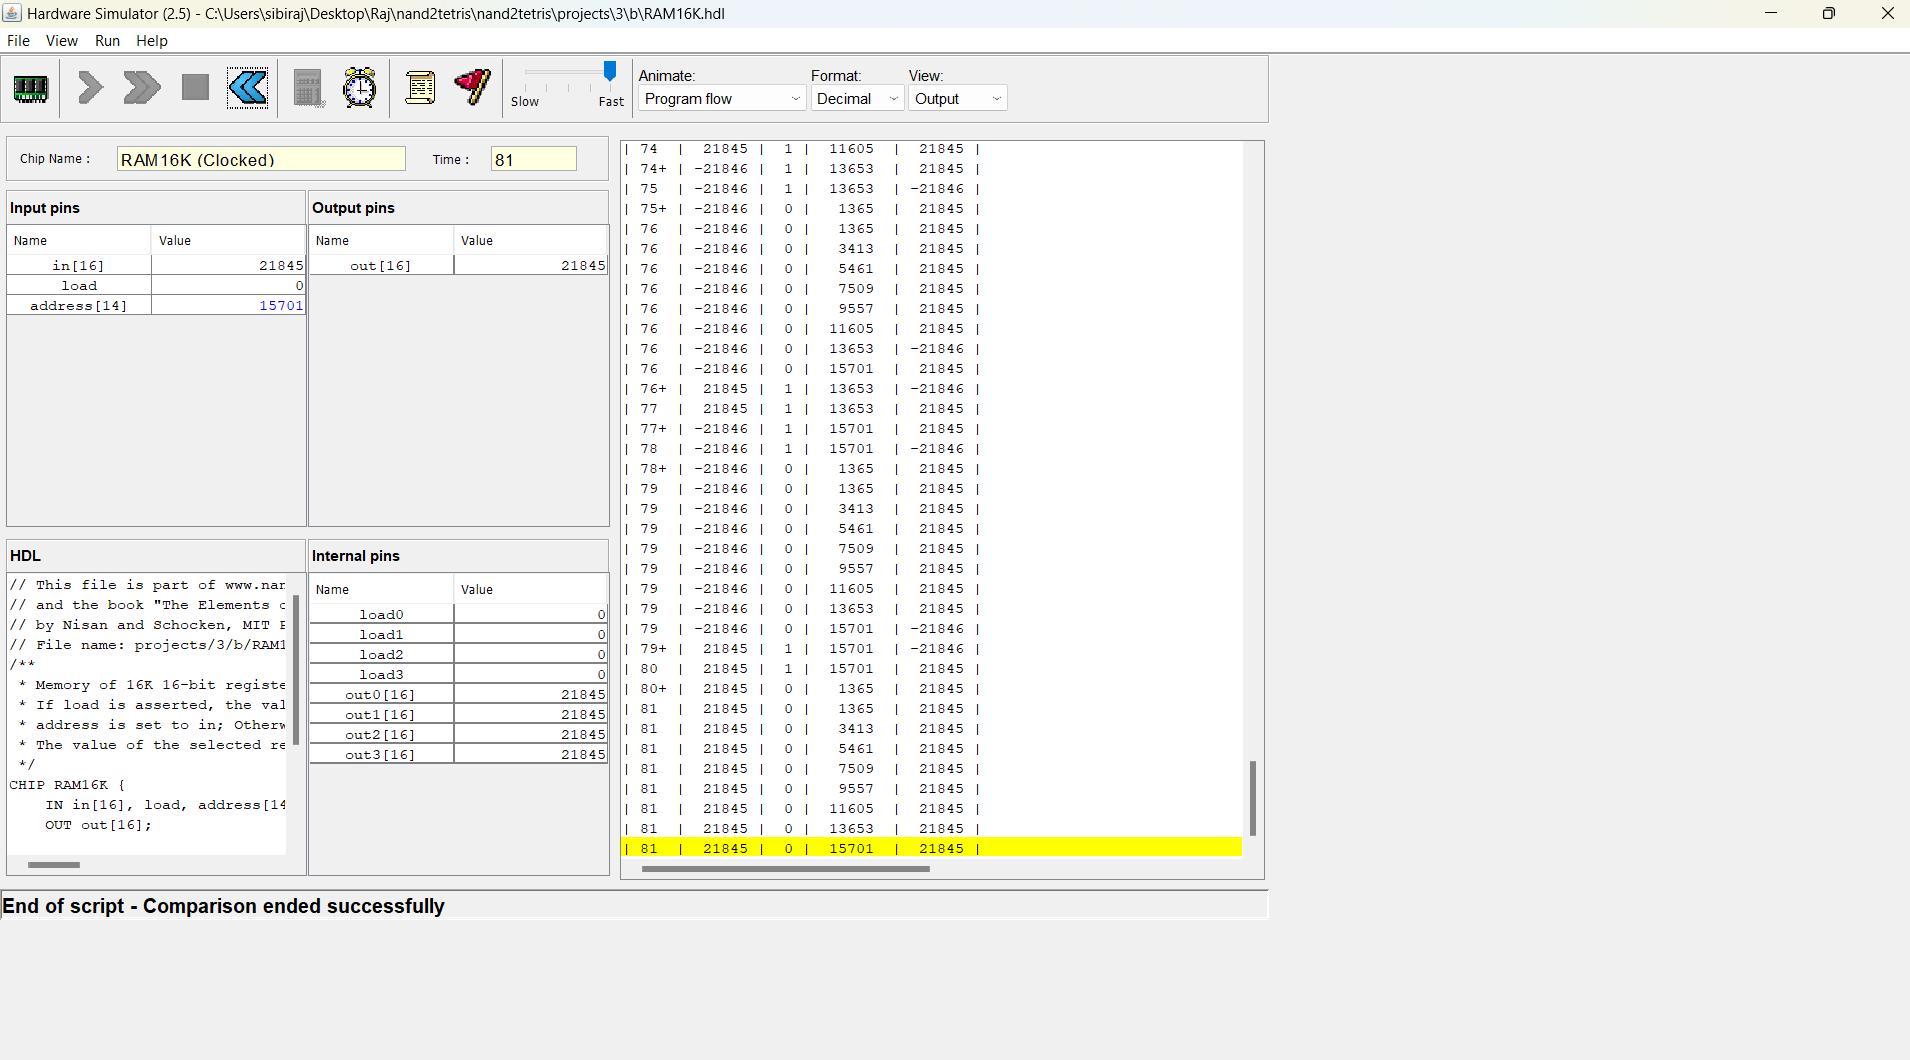 Hardware Simulator (2.5) - C:\Users\sibiraj\Desktop\Raj\nand2tetris\nand2tetris\projects\3\b\RAM16K.hdl
File View Run Help
Slow Fast
Animate: Format: View:
Program flow Decimal Output
Chip Name : RAM16K (Clocked) Time : 81
Input pins
Name Value
in[16] 21845
load 0
address[14] 15701
Output pins
Name Value
out[16] 21845
HDL
// This file is part of www.nan
// and the book "The Elements o
// by Nisan and Schocken, MIT P
// File name: projects/3/b/RAM1
/**
* Memory of 16K 16-bit registe
* If load is asserted, the val
* address is set to in; Otherw
* The value of the selected re
*/
CHIP RAM16K {
IN in[16], load, address[14
OUT out[16];
Internal pins
Name Value
load0 0
load1 0
load2 0
load3 0
out0[16] 21845
out1[16] 21845
out2[16] 21845
out3[16] 21845
| 74 | 21845 | 1 | 11605 | 21845 |
| 74+ | -21846 | 1 | 13653 | 21845 |
| 75 | -21846 | 1 | 13653 | -21846 |
| 75+ | -21846 | 0 | 1365 | 21845 |
| 76 | -21846 | 0 | 1365 | 21845 |
| 76 | -21846 | 0 | 3413 | 21845 |
| 76 | -21846 | 0 | 5461 | 21845 |
| 76 | -21846 | 0 | 7509 | 21845 |
| 76 | -21846 | 0 | 9557 | 21845 |
| 76 | -21846 | 0 | 11605 | 21845 |
| 76 | -21846 | 0 | 13653 | -21846 |
| 76 | -21846 | 0 | 15701 | 21845 |
| 76+ | 21845 | 1 | 13653 | -21846 |
| 77 | 21845 | 1 | 13653 | 21845 |
| 77+ | -21846 | 1 | 15701 | 21845 |
| 78 | -21846 | 1 | 15701 | -21846 |
| 78+ | -21846 | 0 | 1365 | 21845 |
| 79 | -21846 | 0 | 1365 | 21845 |
| 79 | -21846 | 0 | 3413 | 21845 |
| 79 | -21846 | 0 | 5461 | 21845 |
| 79 | -21846 | 0 | 7509 | 21845 |
| 79 | -21846 | 0 | 9557 | 21845 |
| 79 | -21846 | 0 | 11605 | 21845 |
| 79 | -21846 | 0 | 13653 | 21845 |
| 79 | -21846 | 0 | 15701 | -21846 |
| 79+ | 21845 | 1 | 15701 | -21846 |
| 80 | 21845 | 1 | 15701 | 21845 |
| 80+ | 21845 | 0 | 1365 | 21845 |
| 81 | 21845 | 0 | 1365 | 21845 |
| 81 | 21845 | 0 | 3413 | 21845 |
| 81 | 21845 | 0 | 5461 | 21845 |
| 81 | 21845 | 0 | 7509 | 21845 |
| 81 | 21845 | 0 | 9557 | 21845 |
| 81 | 21845 | 0 | 11605 | 21845 |
| 81 | 21845 | 0 | 13653 | 21845 |
| 81 | 21845 | 0 | 15701 | 21845 |
End of script - Comparison ended successfully